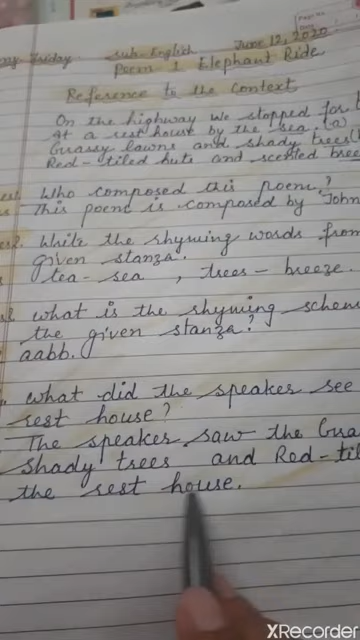 Friday
Sub-English
June 12, 2020
Poem-1 Elephant Ride
Reference to the Context
On the highway we stopped for
At a rest house by the sea (a)
Grassy lawns and shady trees
Red-tiled huts and scented bree
Who composed this poem?
This poem is composed by John
Write the rhyming words from
given stanza.
tea-sea, trees-breeze.
what is the rhyming schem
the given stanza?
aabb.
what did the speaker see
rest house?
The speaker saw the Gra
shady trees and Red-til
the rest house.
XRecorder